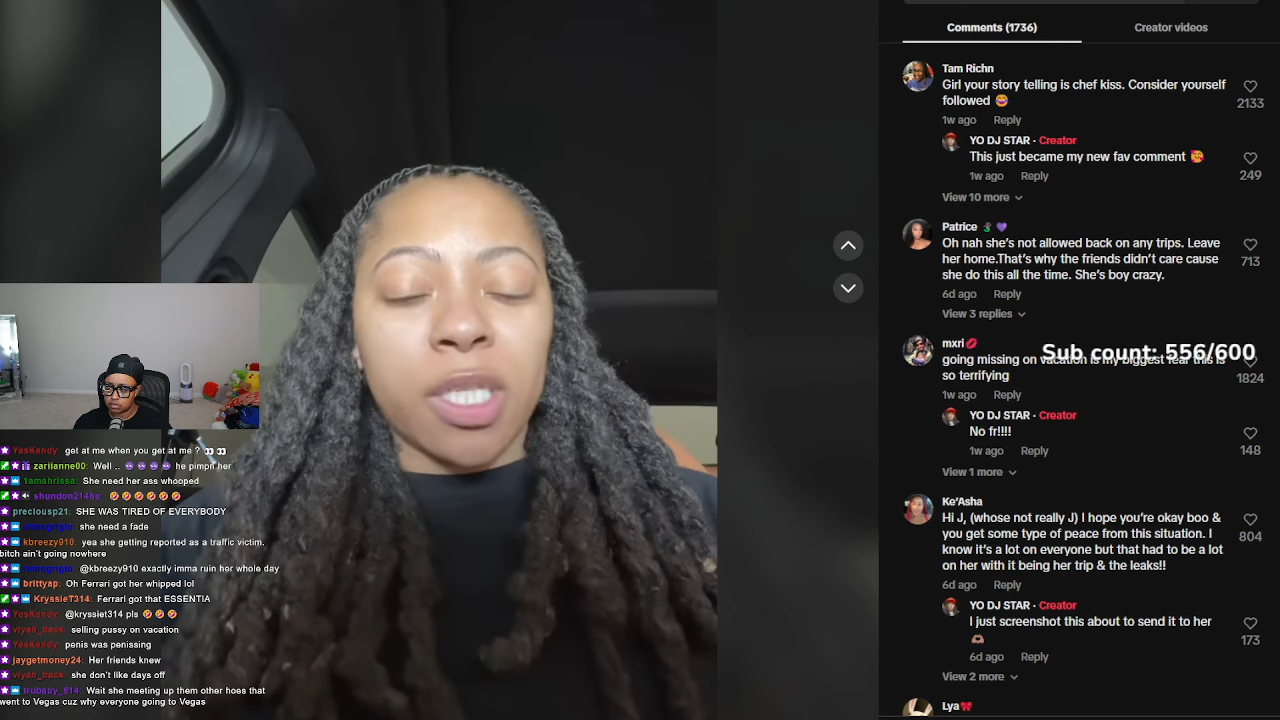 Comments (1736)
Creator videos
Tam Richn
Girl your story telling is chef kiss. Consider yourself
followed 😂
2133
1w ago Reply
YO DJ STAR · Creator
This just became my new fav comment 🥰
249
1w ago Reply
View 10 more
Patrice
Oh nah she's not allowed back on any trips. Leave
her home.That's why the friends didn't care cause
she do this all the time. She's boy crazy.
713
6d ago Reply
View 3 replies
mxri💋
Sub count: 556/600
going missing on vacation is my biggest fear this is
so terrifying
1824
1w ago Reply
YO DJ STAR · Creator
No fr!!!!
148
1w ago Reply
View 1 more
Ke'Asha
Hi J, (whose not really J) I hope you're okay boo &
you get some type of peace from this situation. I
know it's a lot on everyone but that had to be a lot
on her with it being her trip & the leaks!!
804
6d ago Reply
YO DJ STAR · Creator
I just screenshot this about to send it to her
🫶🏽
173
6d ago Reply
View 2 more
Lya🎀
YesKendy: get at me when you get at me ? 👀 👀
zariianne00: Well .. he pimpn her
1amahrissa: She need her ass whooped
shundon214ho: 🤣 🤣 🤣 🤣 🤣 🤣
preciousp21: SHE WAS TIRED OF EVERYBODY
she need a fade
kbreezy910: yea she getting reported as a traffic victim.
bitch ain't going nowhere
@kbreezy910 exactly imma ruin her whole day
brittyap: Oh Ferrari got her whipped lol
KryssieT314: Ferrari got that ESSENTIA
YesKendy: @kryssiet314 pls 🤣 🤣 🤣
selling pussy on vacation
YesKendy: penis was penissing
jaygetmoney24: Her friends knew
she don't like days off
Wait she meeting up them other hoes that
went to Vegas cuz why everyone going to Vegas